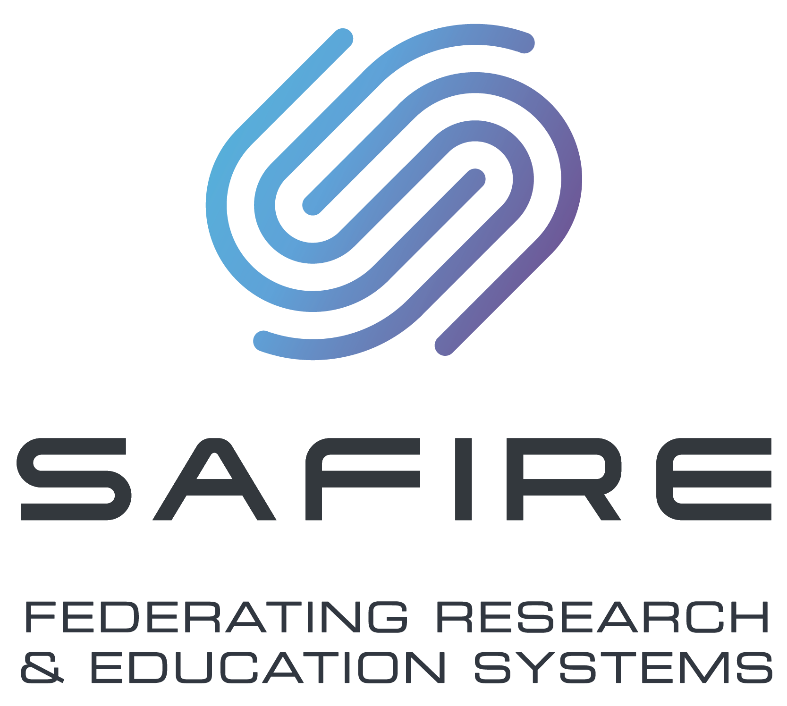 SAFIRE
FEDERATING RESEARCH
& EDUCATION SYSTEMS